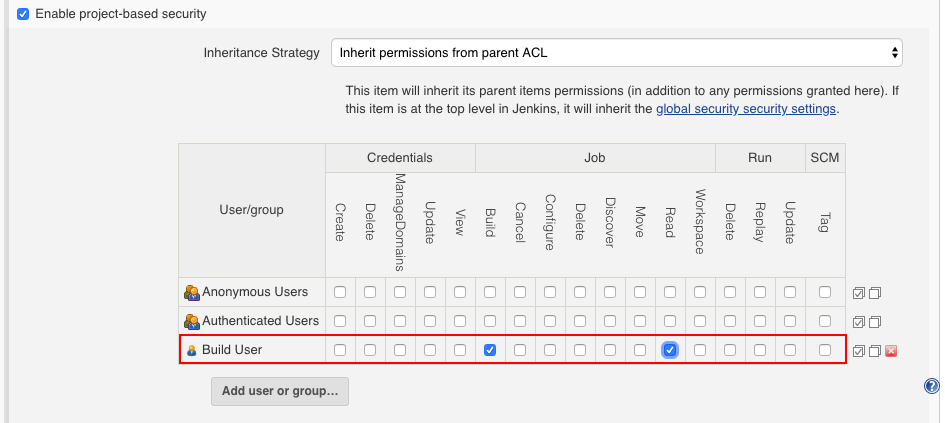 Enable project-based security
Inheritance Strategy
Inherit permissions from parent ACL
This item will inherit its parent items permissions (in addition to any permissions granted here). If
this item is at the top level in Jenkins, it will inherit the global security security settings.
User/group
Credentials
Job
Run
SCM
Create
Delete
ManageDomains
Update
View
Build
Cancel
Configure
Delete
Discover
Move
Read
Workspace
Delete
Replay
Update
Tag
Anonymous Users
Authenticated Users
Build User
Add user or group...
?